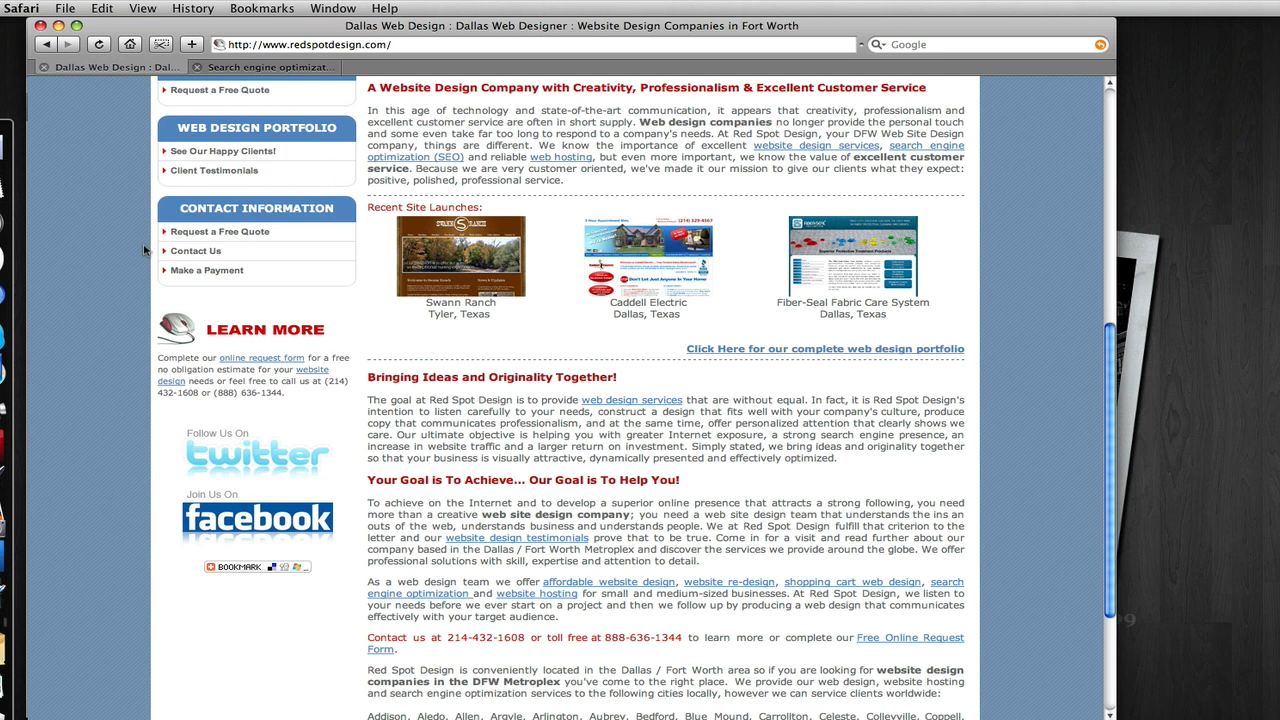 Safari File Edit View History Bookmarks Window Help
Dallas Web Design : Dallas Web Designer : Website Design Companies in Fort Worth
http://www.redspotdesign.com/
Google
Dallas Web Design : Dal...
Search engine optimizat...
Request a Free Quote
WEB DESIGN PORTFOLIO
See Our Happy Clients!
Client Testimonials
CONTACT INFORMATION
Request a Free Quote
Contact Us
Make a Payment
LEARN MORE
Complete our online request form for a free
no obligation estimate for your website
design needs or feel free to call us at (214)
432-1608 or (888) 636-1344.
Follow Us On
twitter
Join Us On
facebook
BOOKMARK
A Website Design Company with Creativity, Professionalism & Excellent Customer Service
In this age of technology and state-of-the-art communication, it appears that creativity, professionalism and
excellent customer service are often in short supply. Web design companies no longer provide the personal touch
and some even take far too long to respond to a company's needs. At Red Spot Design, your DFW Web Site Design
company, things are different. We know the importance of excellent website design services, search engine
optimization (SEO) and reliable web hosting, but even more important, we know the value of excellent customer
service. Because we are very customer oriented, we've made it our mission to give our clients what they expect:
positive, polished, professional service.
Recent Site Launches:
Swann Ranch
Tyler, Texas
Caddell Electric
Dallas, Texas
Fiber-Seal Fabric Care System
Dallas, Texas
Click Here for our complete web design portfolio
Bringing Ideas and Originality Together!
The goal at Red Spot Design is to provide web design services that are without equal. In fact, it is Red Spot Design's
intention to listen carefully to your needs, construct a design that fits well with your company's culture, produce
copy that communicates professionalism, and at the same time, offer personalized attention that clearly shows we
care. Our ultimate objective is helping you with greater Internet exposure, a strong search engine presence, an
increase in website traffic and a larger return on investment. Simply stated, we bring ideas and originality together
so that your business is visually attractive, dynamically presented and effectively optimized.
Your Goal is To Achieve... Our Goal is To Help You!
To achieve on the Internet and to develop a superior online presence that attracts a strong following, you need
more than a creative web site design company; you need a web site design team that understands the ins an
outs of the web, understands business and understands people. We at Red Spot Design fulfill that criterion to the
letter and our website design testimonials prove that to be true. Come in for a visit and read further about our
company based in the Dallas / Fort Worth Metroplex and discover the services we provide around the globe. We offer
professional solutions with skill, expertise and attention to detail.
As a web design team we offer affordable website design, website re-design, shopping cart web design, search
engine optimization and website hosting for small and medium-sized businesses. At Red Spot Design, we listen to
your needs before we ever start on a project and then we follow up by producing a web design that communicates
effectively with your target audience.
Contact us at 214-432-1608 or toll free at 888-636-1344 to learn more or complete our Free Online Request
Form.
Red Spot Design is conveniently located in the Dallas / Fort Worth area so if you are looking for website design
companies in the DFW Metroplex you've come to the right place. We provide our web design, website hosting
and search engine optimization services to the following cities locally, however we can service clients worldwide:
Addison, Aledo, Allen, Argyle, Arlington, Aubrey, Bedford, Blue Mound, Carrollton, Celeste, Colleyville, Coppell,